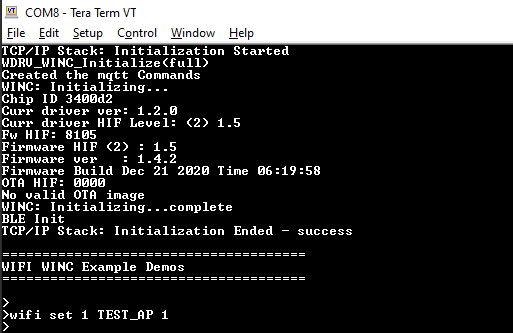 COM8 - Tera Term VT
File Edit Setup Control Window Help
TCP/IP Stack: Initialization Started
WDRU_WINC_Initialize(full)
Created the mqtt Commands
WINC: Initializing...
Chip ID 3400d2
Curr driver ver: 1.2.0
Curr driver HIF Level: (2) 1.5
Fw HIF: 8105
Firmware HIF (2) : 1.5
Firmware ver   : 1.4.2
Firmware Build Dec 21 2020 Time 06:19:58
OTA HIF: 0000
No valid OTA image
WINC: Initializing...complete
BLE Init
TCP/IP Stack: Initialization Ended - success
======================================
WIFI WINC Example Demos
======================================
>
>wifi set 1 TEST_AP 1
>